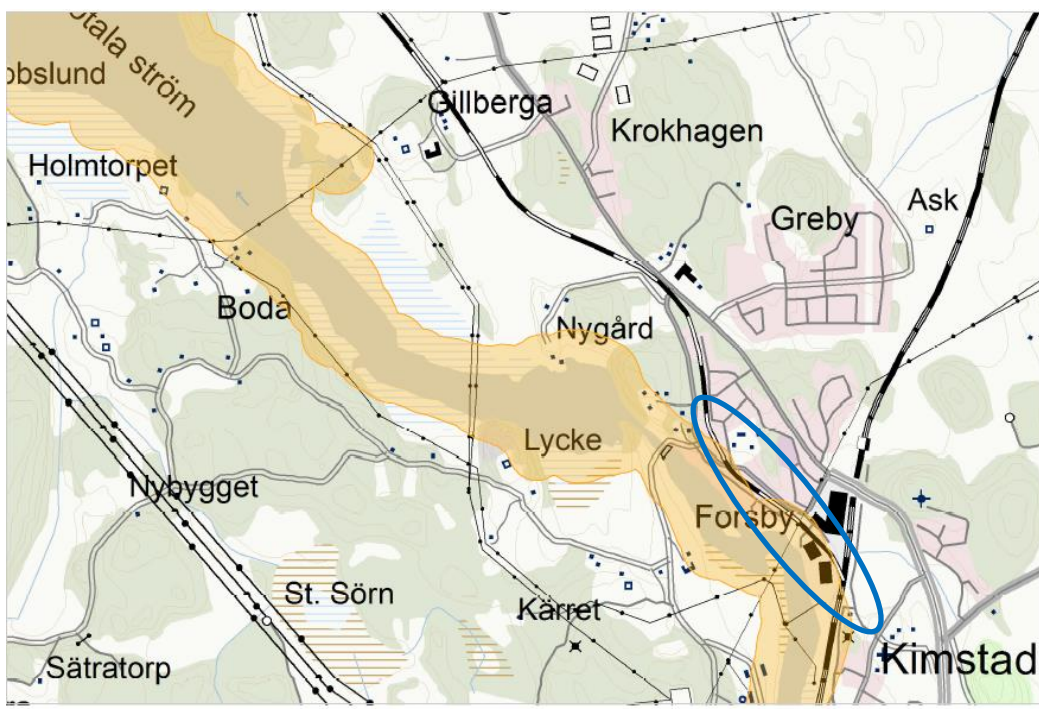 otala ström
obslund
Gillberga
Krokhagen
Holmtorpet
Greby
Ask
Boda
Nygård
Lycke
Nybygget
Forsby
St. Sörn
Kärret
Sätratorp
Kimstad